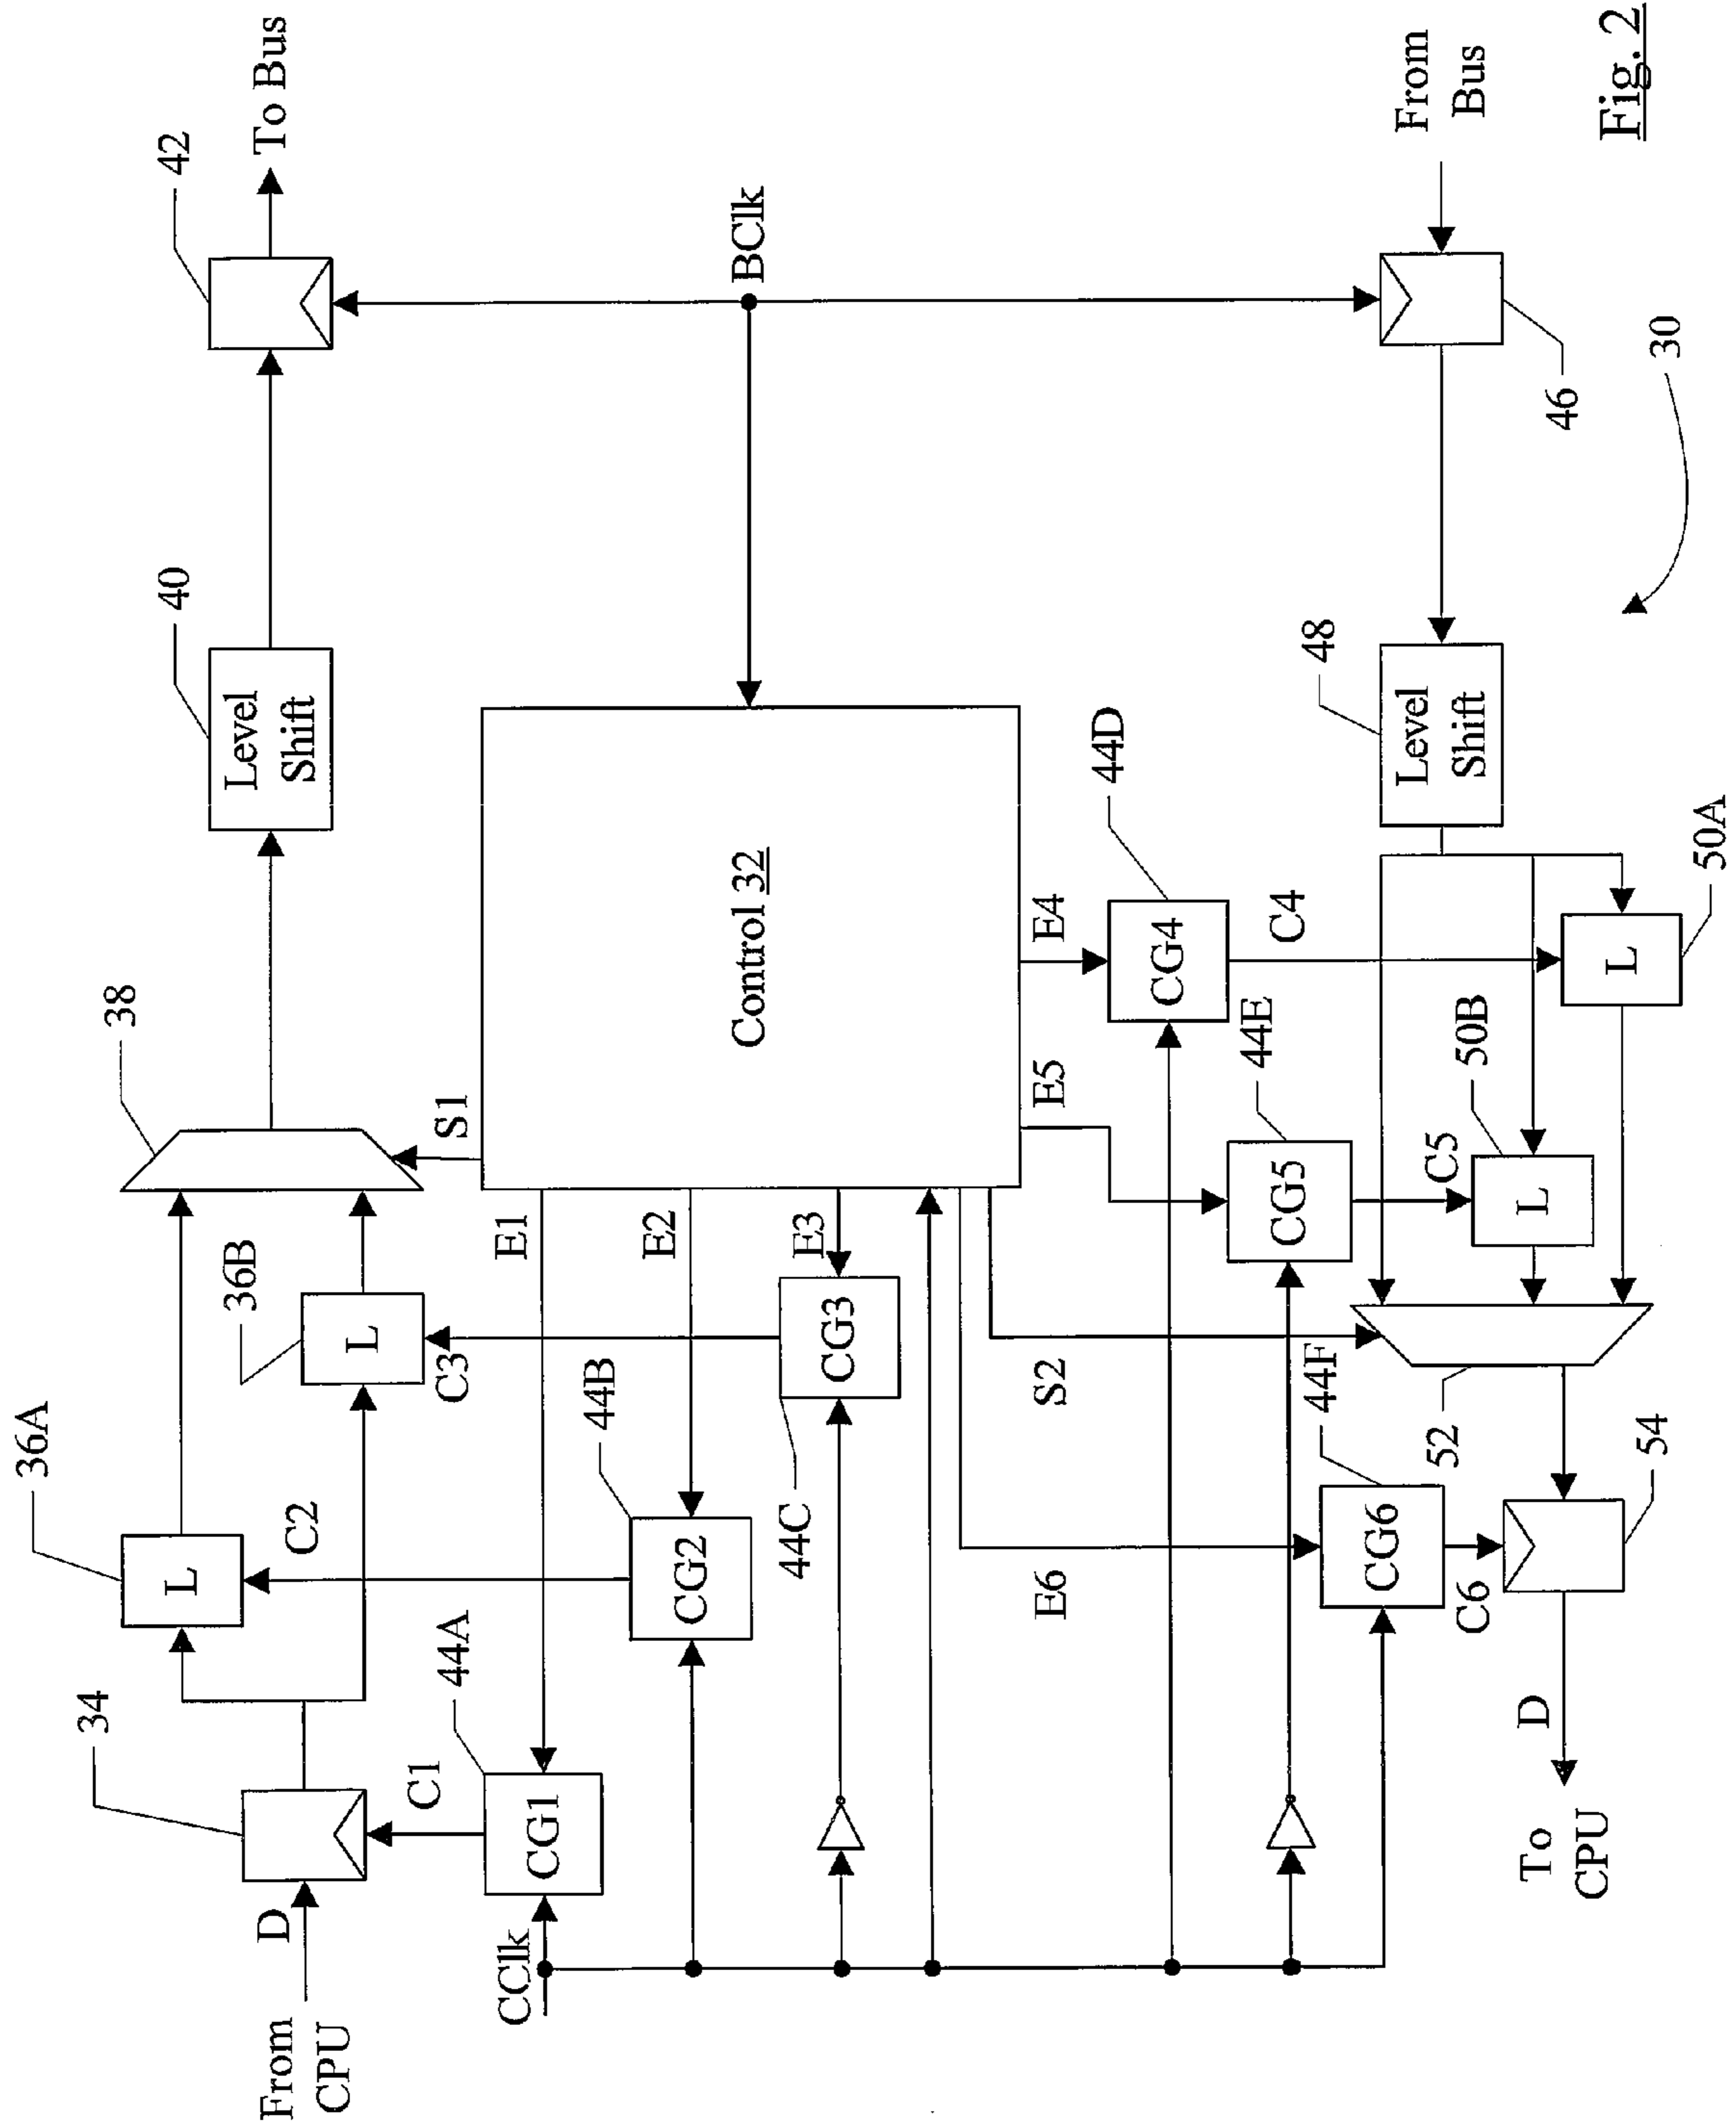 From
CPU
D
34
36A
L
C2
36B
L
C3
38
S1
40
Level
Shift
42
To Bus
CClk
C1
44A
CG1
E1
44B
CG2
E2
44C
CG3
E3
Control 32
BClk
E4
44D
CG4
C4
E5
44E
CG5
C5
50B
L
50A
L
48
Level
Shift
46
From
Bus
S2
E6
44F
CG6
C6
52
54
D
To
CPU
30
Fig. 2